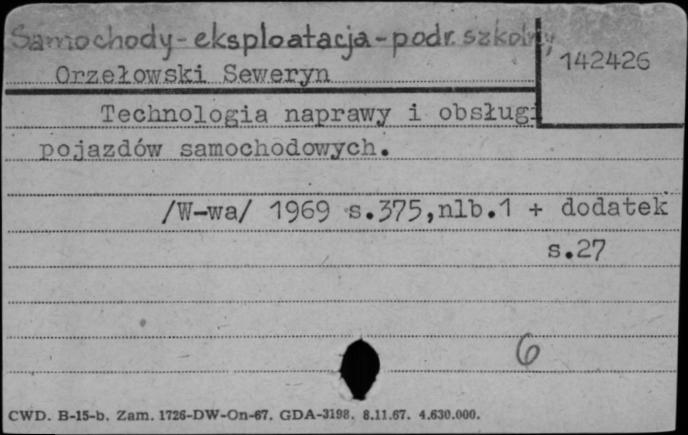 Samochody - eksploatacja - podr. szkolny
142426
Orzełowski Seweryn
Technologia naprawy i obsługi
pojazdów samochodowych.
/W-wa/ 1969 s.375,nlb.1 + dodatek
s.27
6
CWD. B-15-b. Zam. 1726-DW-On-67. GDA-3198. 8.11.67. 4.630.000.